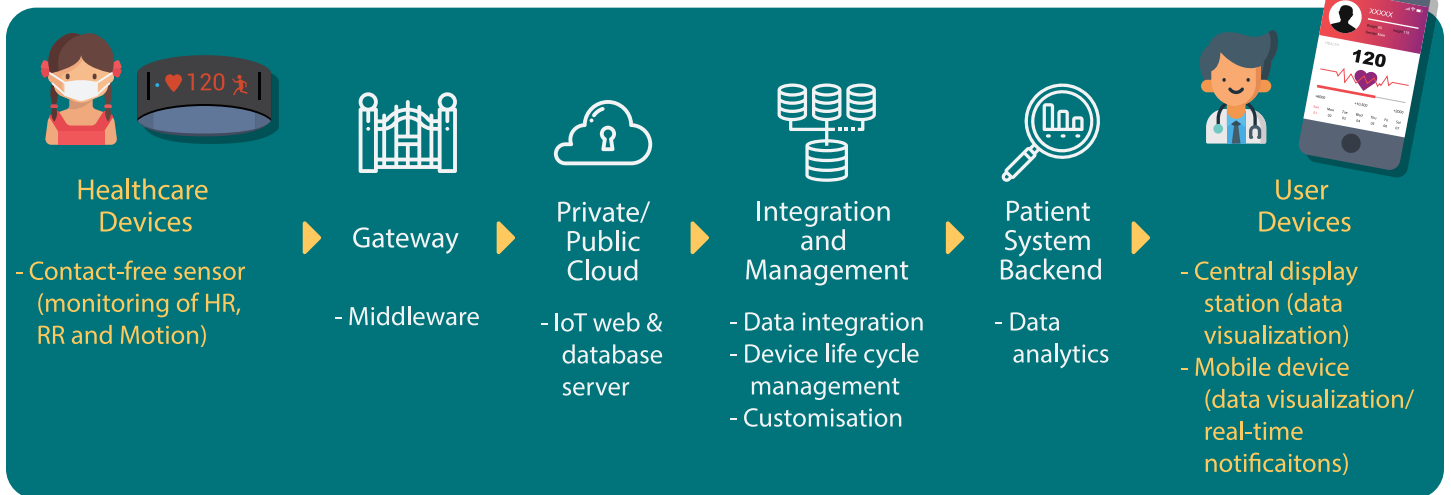 120
Healthcare
Devices
- Contact-free sensor
(monitoring of HR,
RR and Motion)
Gateway
- Middleware
Private/
Public
Cloud
- IoT web &
database
server
Integration
and
Management
- Data integration
- Device life cycle
management
- Customisation
Patient
System
Backend
- Data
analytics
XXXXX
120
User
Devices
- Central display
station (data
visualization)
- Mobile device
(data visualization/
real-time
notificaitons)